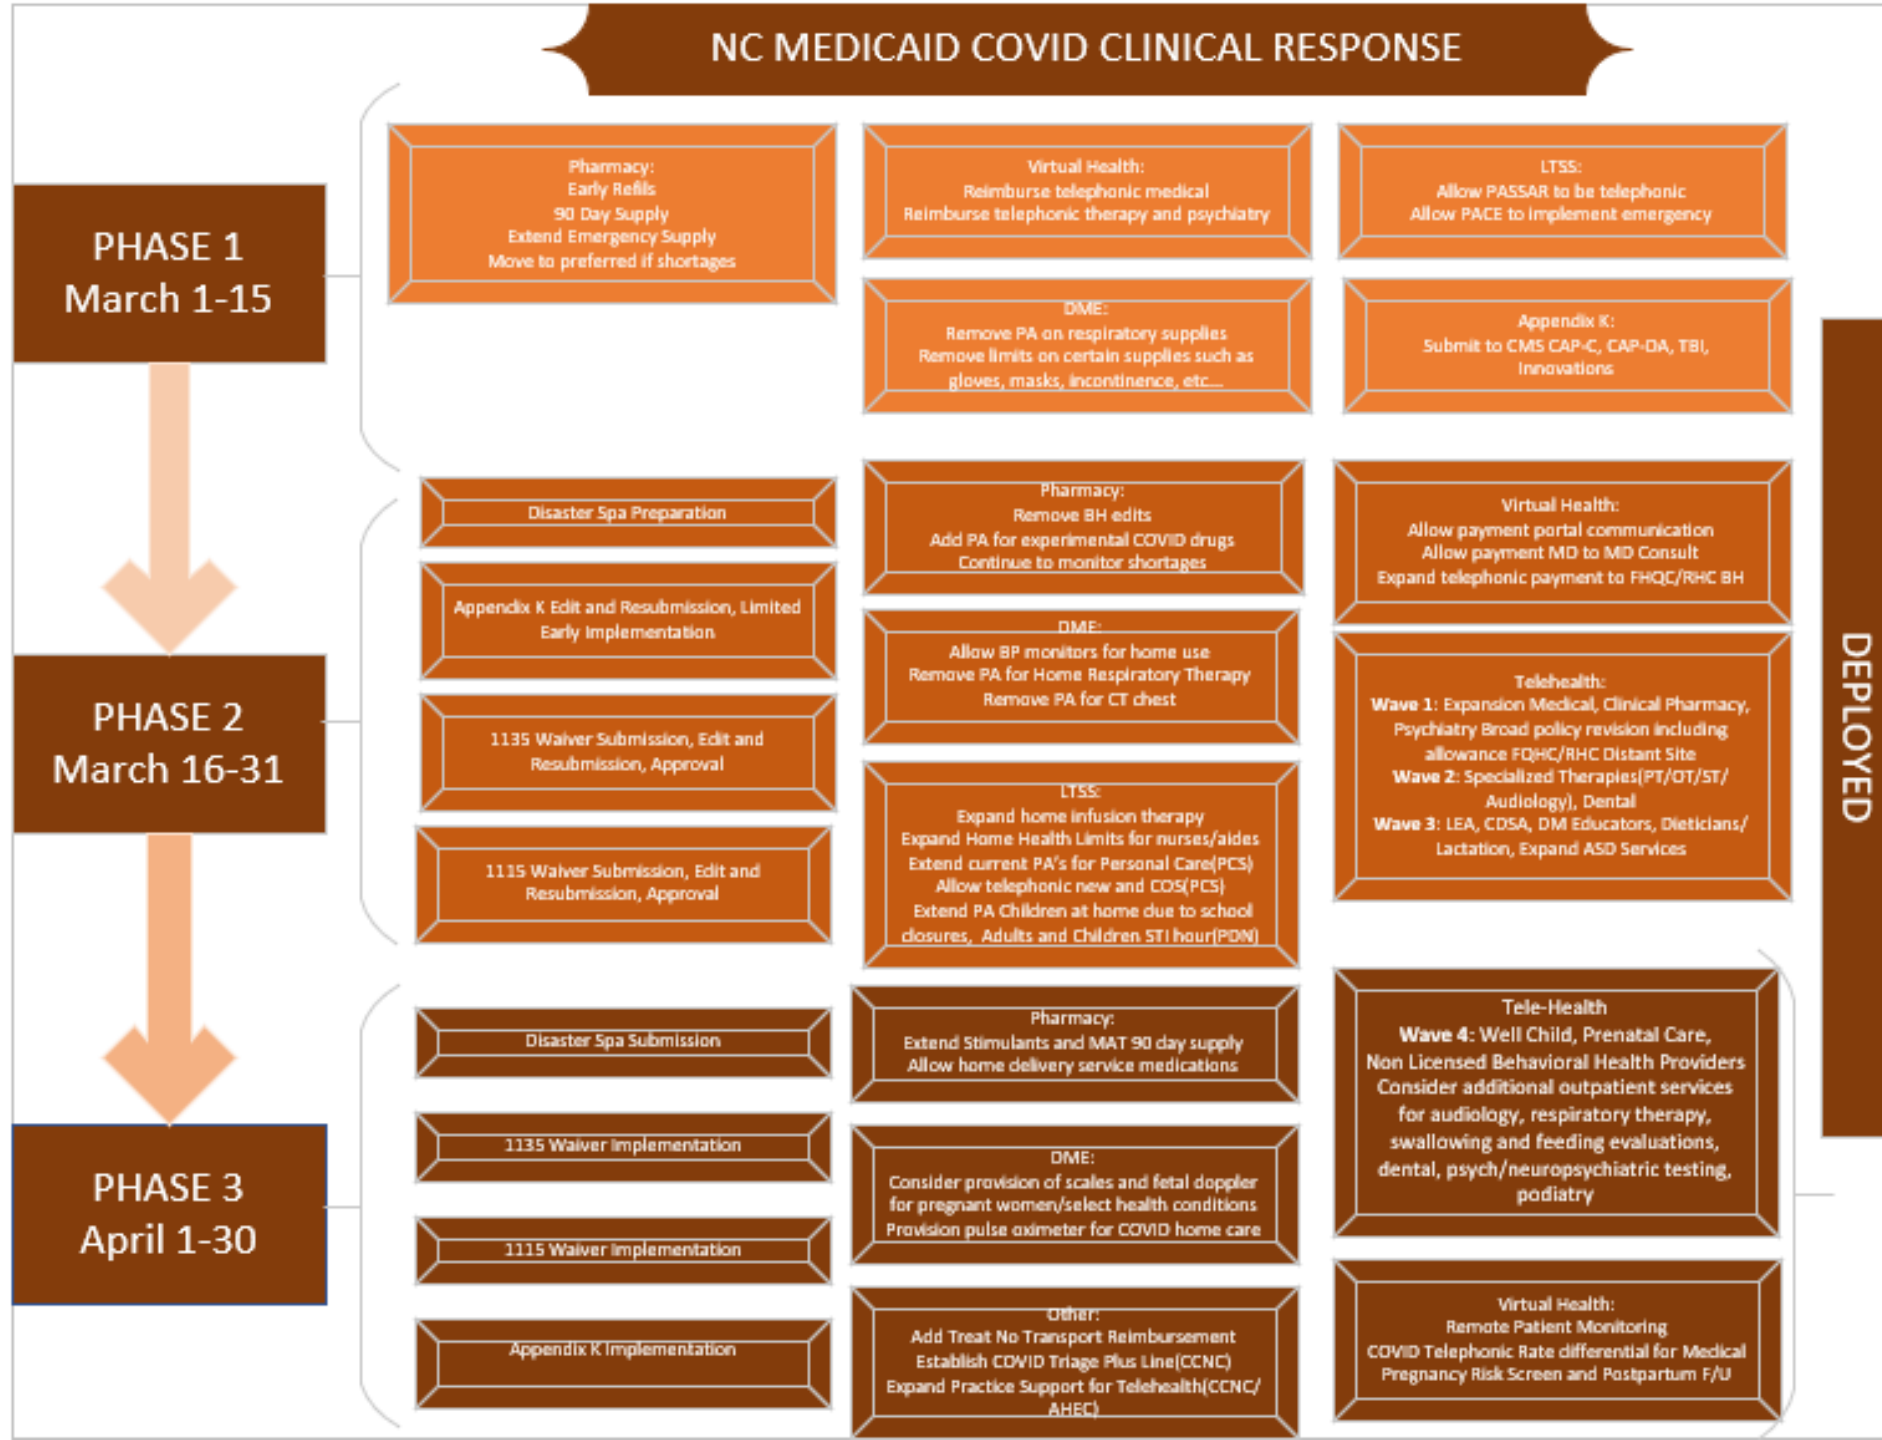 NC MEDICAID COVID CLINICAL RESPONSE
PHASE 1
March 1-15
Pharmacy:
Early Refills
90 Day Supply
Extend Emergency Supply
Move to preferred if shortages
Virtual Health:
Reimburse telephonic medical
Reimburse telephonic therapy and psychiatry
LTSS:
Allow PASSAR to be telephonic
Allow PACE to implement emergency
DME:
Remove PA on respiratory supplies
Remove limits on certain supplies such as
gloves, masks, incontinence, etc...
Appendix K:
Submit to CMS CAP-C, CAP-DA, TBI,
Innovations
PHASE 2
March 16-31
Disaster Spa Preparation
Appendix K Edit and Resubmission, Limited
Early Implementation
1135 Waiver Submission, Edit and
Resubmission, Approval
1115 Waiver Submission, Edit and
Resubmission, Approval
Pharmacy:
Remove BH edits
Add PA for experimental COVID drugs
Continue to monitor shortages
DME:
Allow BP monitors for home use
Remove PA for Home Respiratory Therapy
Remove PA for CT chest
LTSS:
Expand home infusion therapy
Expand Home Health Limits for nurses/aides
Extend current PA's for Personal Care(PCS)
Allow telephonic new and COS(PCS)
Extend PA Children at home due to school
closures, Adults and Children STI hour(PDN)
Virtual Health:
Allow payment portal communication
Allow payment MD to MD Consult
Expand telephonic payment to FHQC/RHC BH
Telehealth:
Wave 1: Expansion Medical, Clinical Pharmacy,
Psychiatry Broad policy revision including
allowance FQHC/RHC Distant Site
Wave 2: Specialized Therapies(PT/OT/ST/
Audiology), Dental
Wave 3: LEA, CDSA, DM Educators, Dieticians/
Lactation, Expand ASD Services
PHASE 3
April 1-30
Disaster Spa Submission
1135 Waiver Implementation
1115 Waiver Implementation
Appendix K Implementation
Pharmacy:
Extend Stimulants and MAT 90 day supply
Allow home delivery service medications
DME:
Consider provision of scales and fetal doppler
for pregnant women/select health conditions
Provision pulse oximeter for COVID home care
Other:
Add Treat No Transport Reimbursement
Establish COVID Triage Plus Line(CCNC)
Expand Practice Support for Telehealth(CCNC/
AHEC)
Tele-Health
Wave 4: Well Child, Prenatal Care,
Non Licensed Behavioral Health Providers
Consider additional outpatient services
for audiology, respiratory therapy,
swallowing and feeding evaluations,
dental, psych/neuropsychiatric testing,
podiatry
Virtual Health:
Remote Patient Monitoring
COVID Telephonic Rate differential for Medical
Pregnancy Risk Screen and Postpartum F/U
DEPLOYED